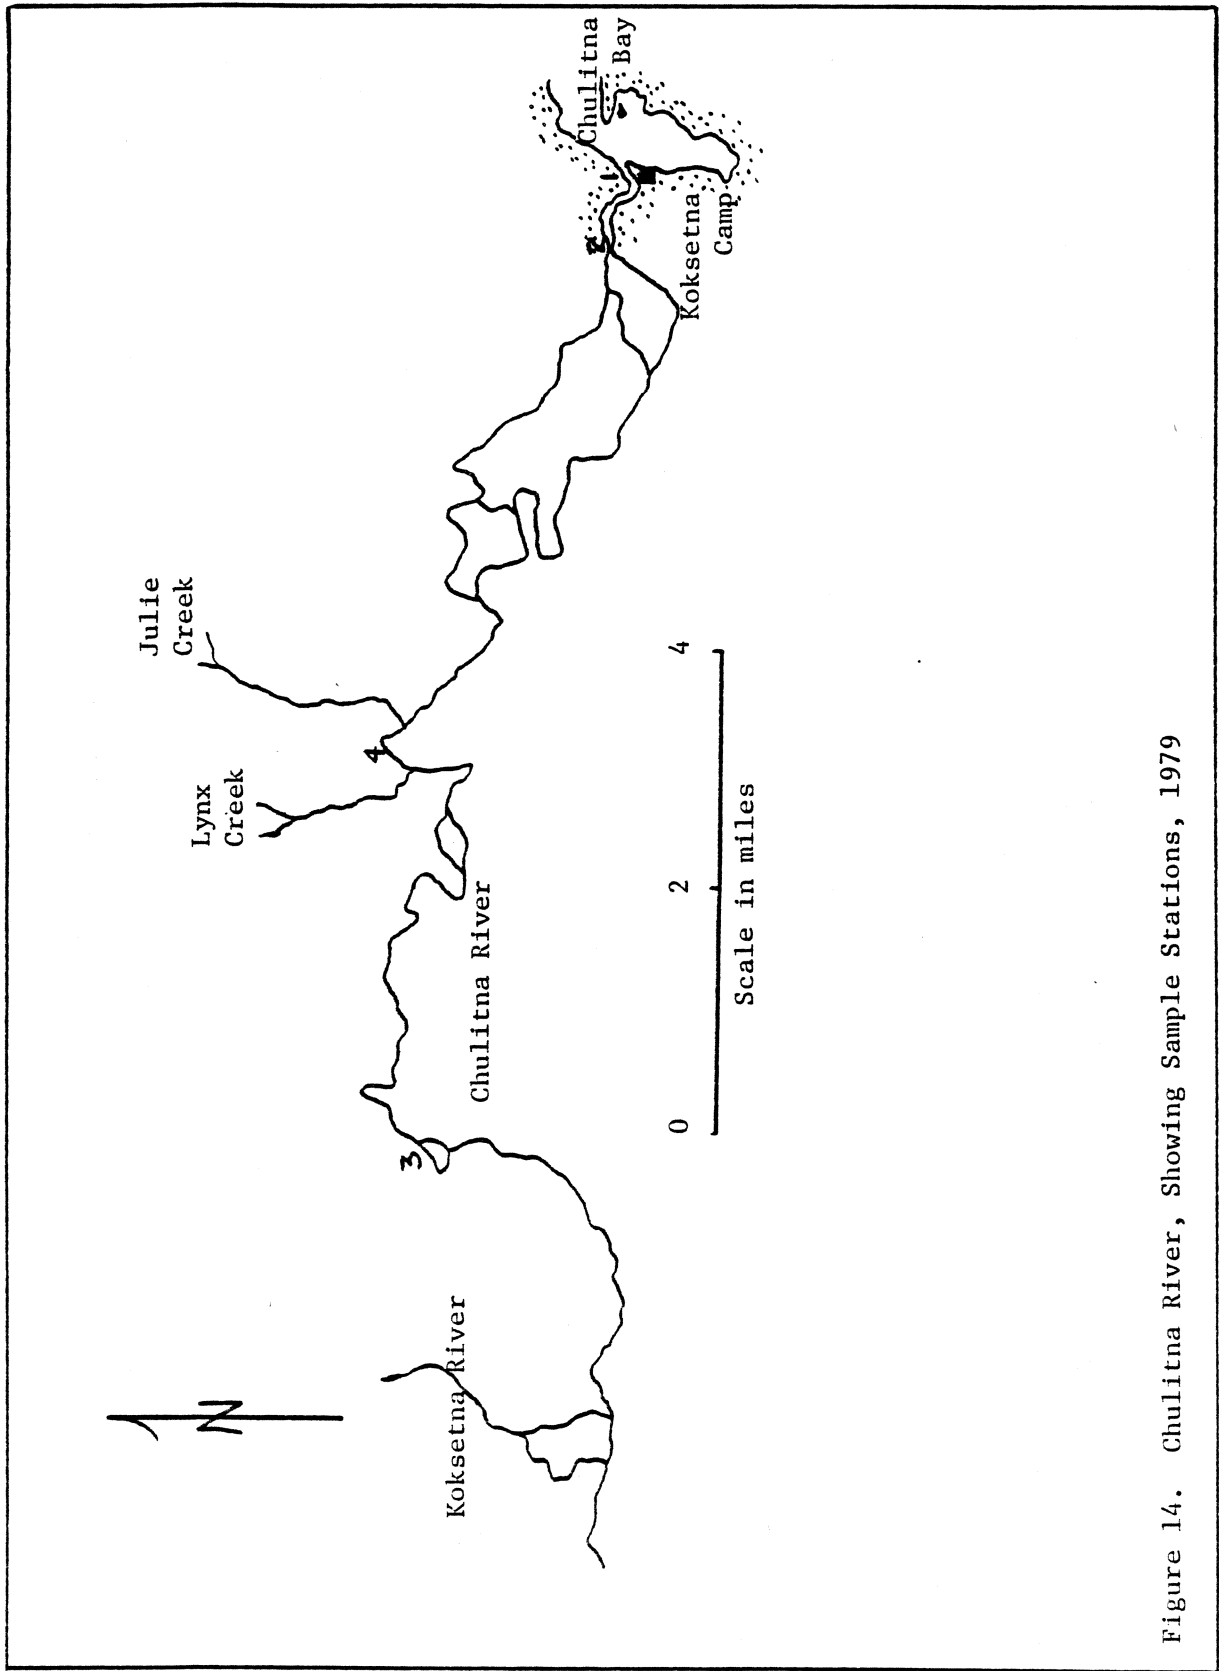 Chulitna
Bay
1
2
Koksetna
Camp
Julie
Creek
4
Lynx
Creek
Chulitna River
3
Koksetna River
N
0 2 4
Scale in miles
Figure 14. Chulitna River, Showing Sample Stations, 1979